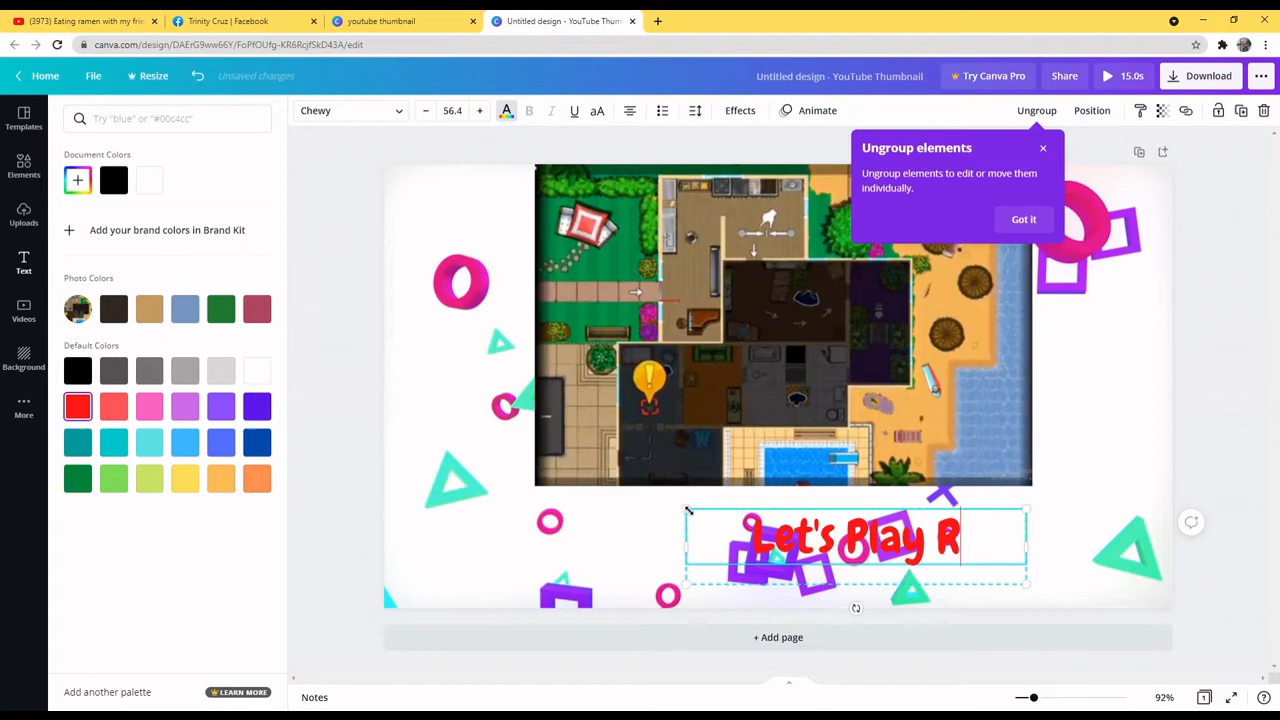 (3973) Eating ramen with my frie
Trinity Cruz | Facebook
youtube thumbnail
Untitled design - YouTube Thum
canva.com/design/DAErG9ww66Y/FoPfOUfg-KR6RcjfSkD43A/edit
Home
File
Resize
Unsaved changes
Untitled design - YouTube Thumbnail
Try Canva Pro
Share
15.0s
Download
Templates
Elements
Uploads
Text
Videos
Background
More
Try "blue" or "#00c4cc"
Document Colors
Add your brand colors in Brand Kit
Photo Colors
Default Colors
Add another palette
LEARN MORE
Chewy
56.4
A
B
I
U
aA
Effects
Animate
Ungroup
Position
Ungroup elements
Ungroup elements to edit or move them
individually.
Got it
Let's Play R
+ Add page
Notes
92%
1